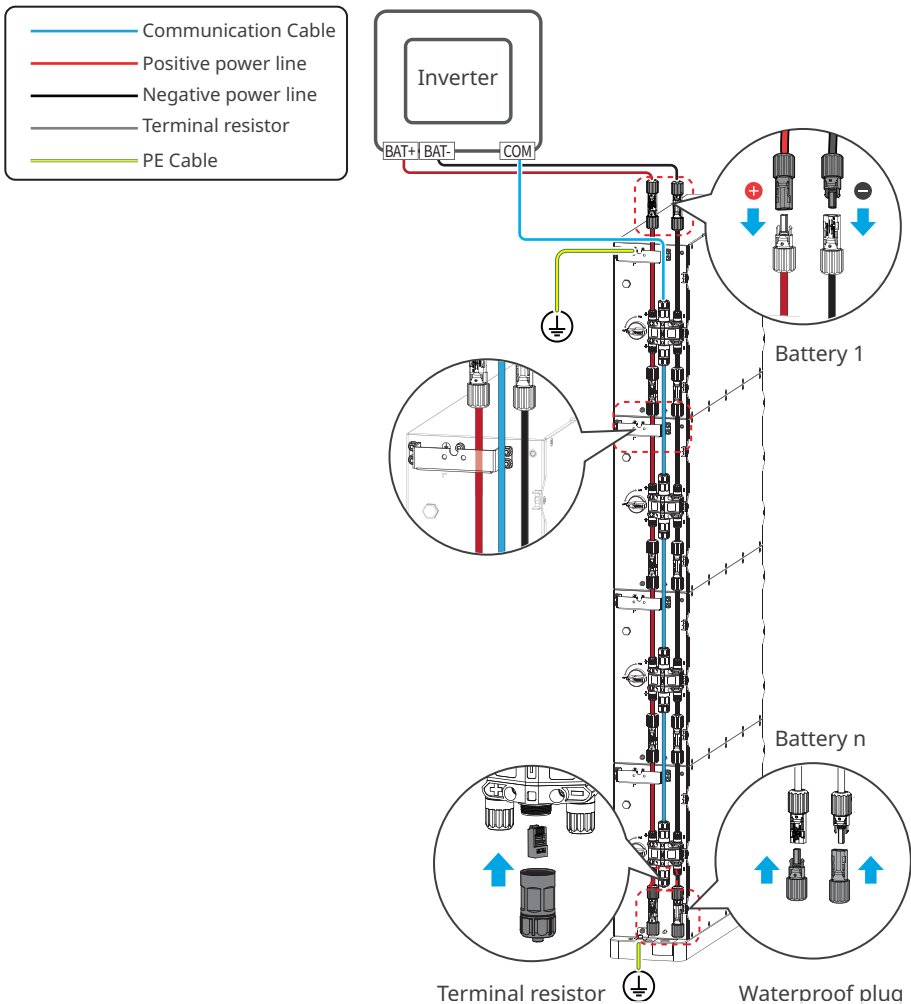 Communication Cable
Positive power line
Negative power line
Terminal resistor
PE Cable
Inverter
BAT+ BAT- COM
Battery 1
Battery n
Terminal resistor
Waterproof plug